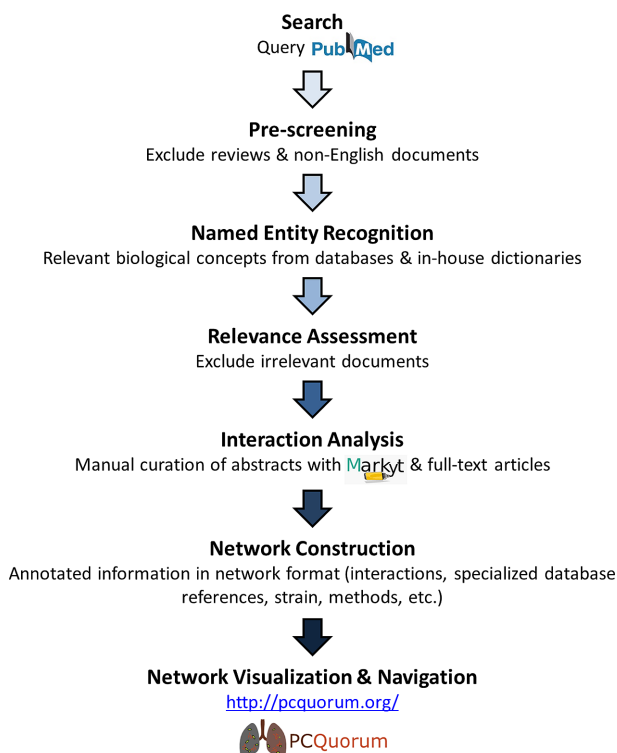 Search
Query PubMed
Pre-screening
Exclude reviews & non-English documents
Named Entity Recognition
Relevant biological concepts from databases & in-house dictionaries
Relevance Assessment
Exclude irrelevant documents
Interaction Analysis
Manual curation of abstracts with Markyt & full-text articles
Network Construction
Annotated information in network format (interactions, specialized database
references, strain, methods, etc.)
Network Visualization & Navigation
http://pcquorum.org/
PCQuorum